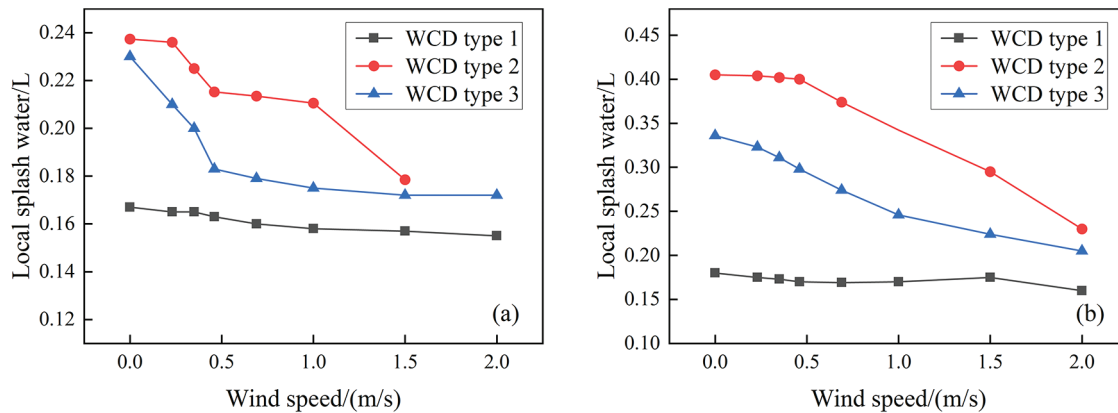 0.24
0.22
0.20
0.18
0.16
0.14
0.12
Local splash water/L
WCD type 1
WCD type 2
WCD type 3
(a)
0.0 0.5 1.0 1.5 2.0
Wind speed/(m/s)
0.45
0.40
0.35
0.30
0.25
0.20
0.15
0.10
Local splash water/L
WCD type 1
WCD type 2
WCD type 3
(b)
0.0 0.5 1.0 1.5 2.0
Wind speed/(m/s)